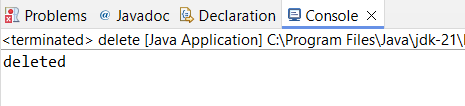 Problems Javadoc Declaration Console
<terminated> delete [Java Application] C:\Program Files\Java\jdk-21\
deleted